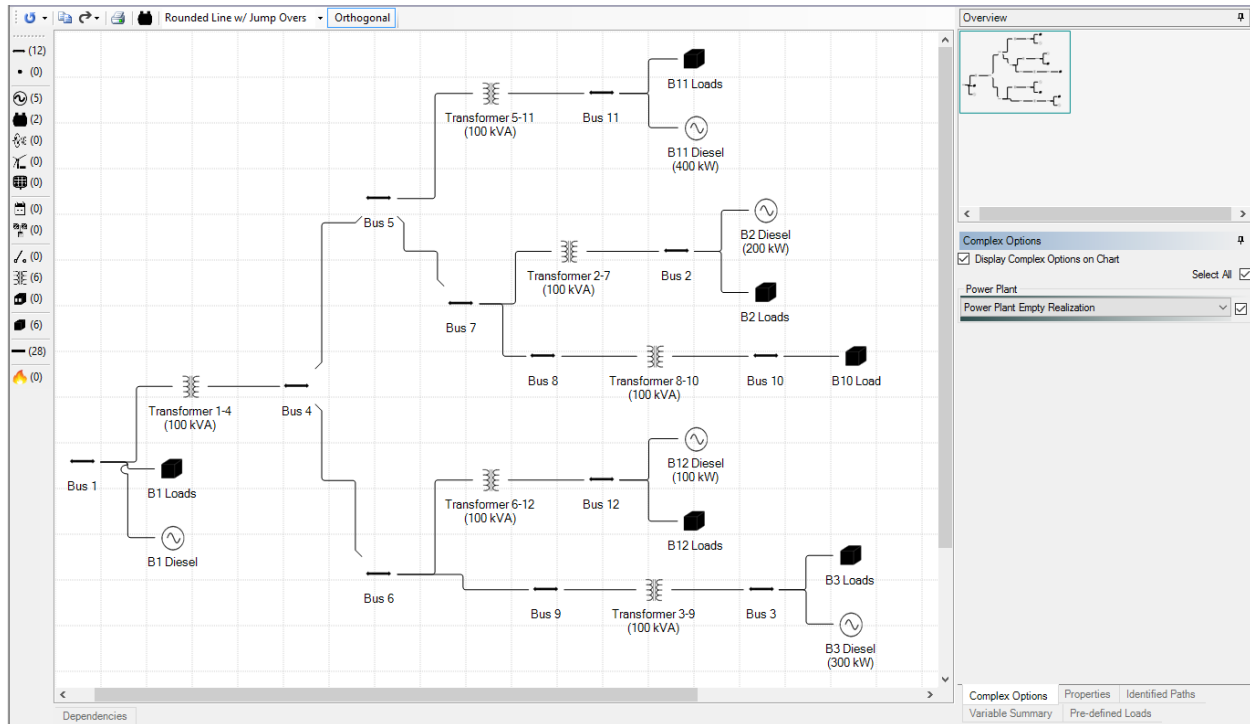 Rounded Line w/ Jump Overs
Orthogonal
Overview
(12)
(0)
(5)
(2)
(0)
(0)
(0)
(0)
(0)
(0)
(6)
(0)
(6)
(28)
(0)
B11 Loads
Transformer 5-11
(100 kVA)
Bus 11
B11 Diesel
(400 kW)
Bus 5
B2 Diesel
(200 kW)
Transformer 2-7
(100 kVA)
Bus 2
B2 Loads
Bus 7
Bus 8
Transformer 8-10
(100 kVA)
Bus 10
B10 Load
Transformer 1-4
(100 kVA)
Bus 4
Bus 1
B1 Loads
B1 Diesel
B12 Diesel
(100 kW)
Transformer 6-12
(100 kVA)
Bus 12
B12 Loads
Bus 6
B3 Loads
Bus 9
Transformer 3-9
(100 kVA)
Bus 3
B3 Diesel
(300 kW)
Dependencies
Complex Options
Display Complex Options on Chart
Select All
Power Plant
Power Plant Empty Realization
Complex Options
Properties
Identified Paths
Variable Summary
Pre-defined Loads